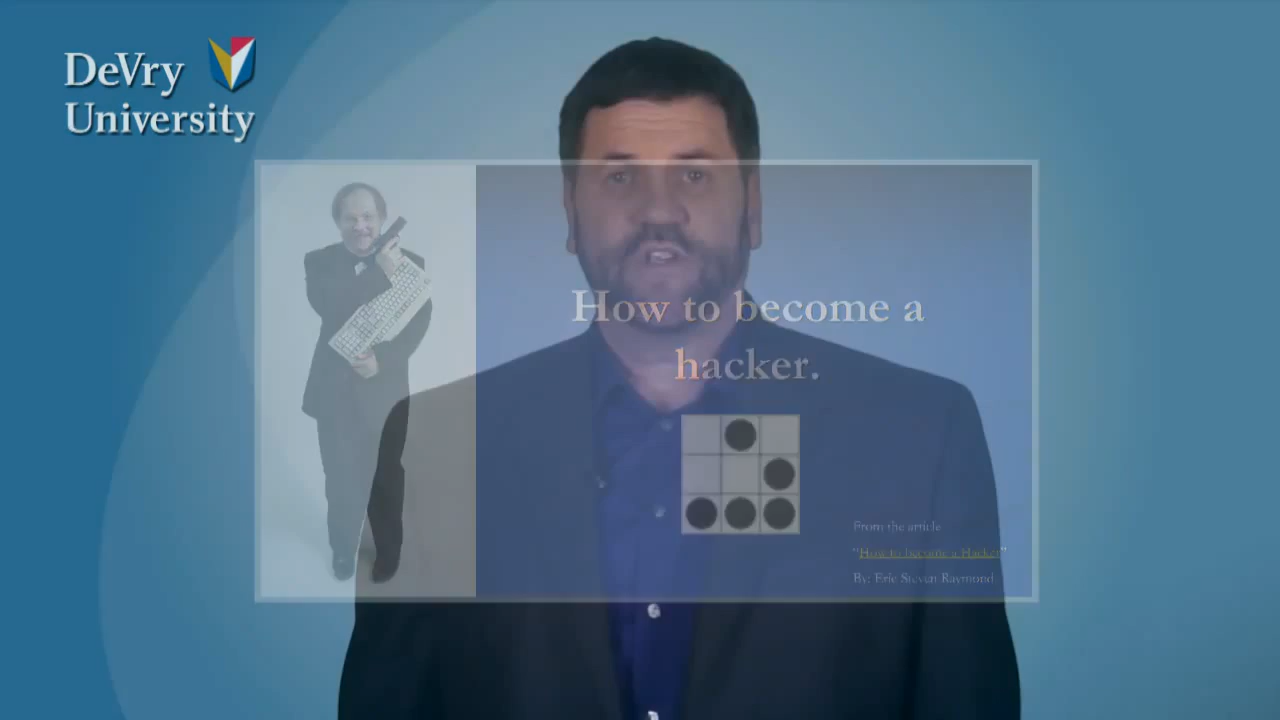 DeVry
University
How to become a
hacker.
From the article
"How to become a Hacker"
By: Eric Steven Raymond